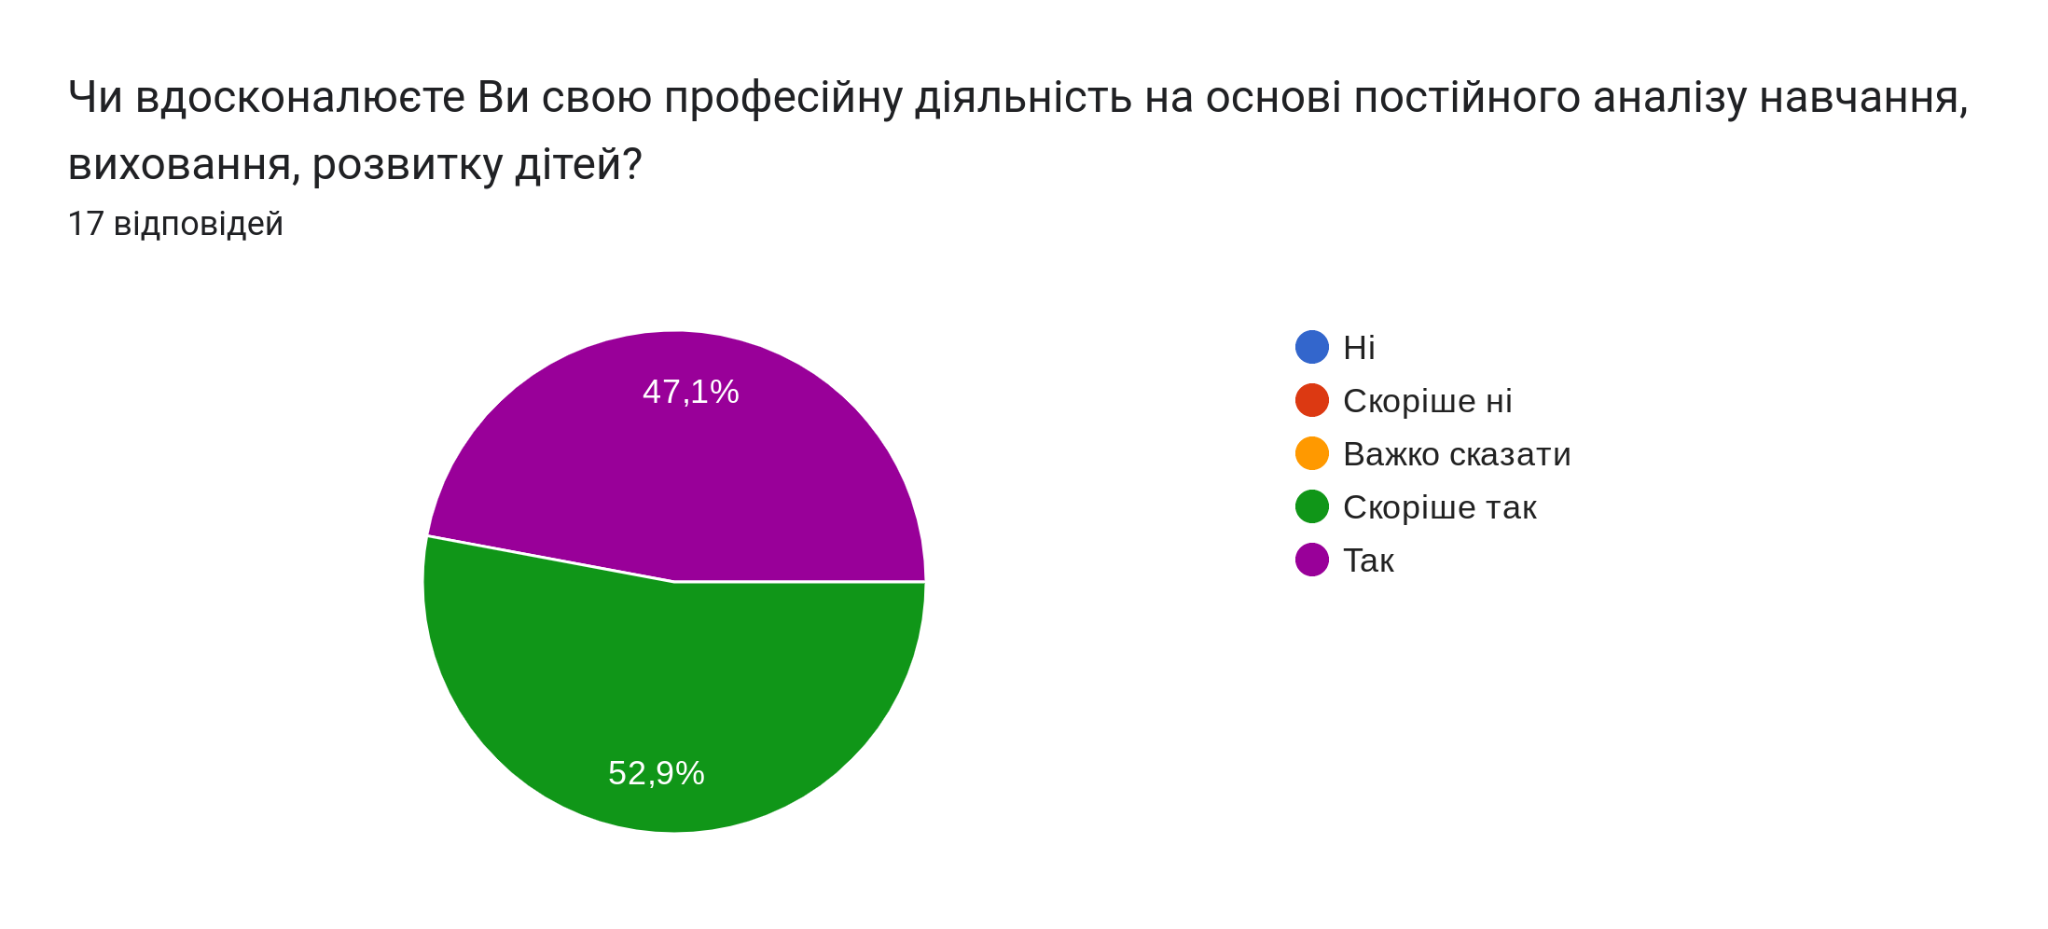 Чи вдосконалюєте Ви свою професійну діяльність на основі постійного аналізу навчання,
виховання, розвитку дітей?
17 відповідей
47,1%
52,9%
Ні
Скоріше ні
Важко сказати
Скоріше так
Так